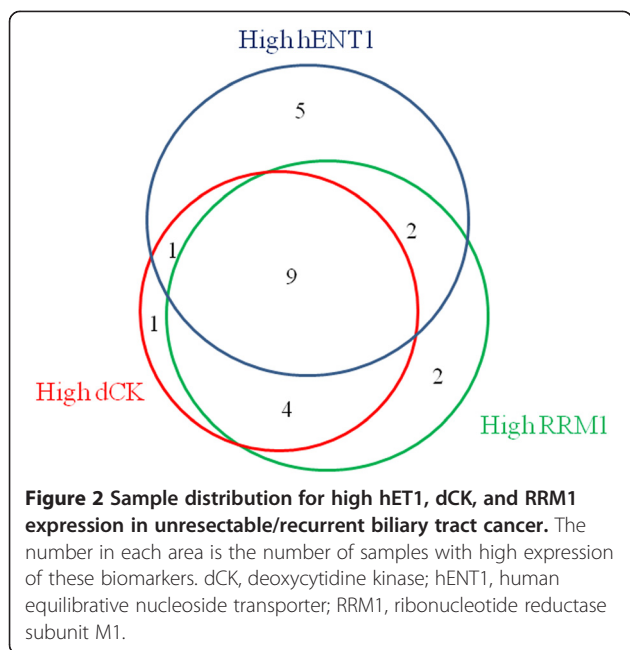 High hENT1
5
2
1
9
1
2
High dCK
4
High RRM1
Figure 2 Sample distribution for high hET1, dCK, and RRM1
expression in unresectable/recurrent biliary tract cancer. The
number in each area is the number of samples with high expression
of these biomarkers. dCK, deoxycytidine kinase; hENT1, human
equilibrative nucleoside transporter; RRM1, ribonucleotide reductase
subunit M1.